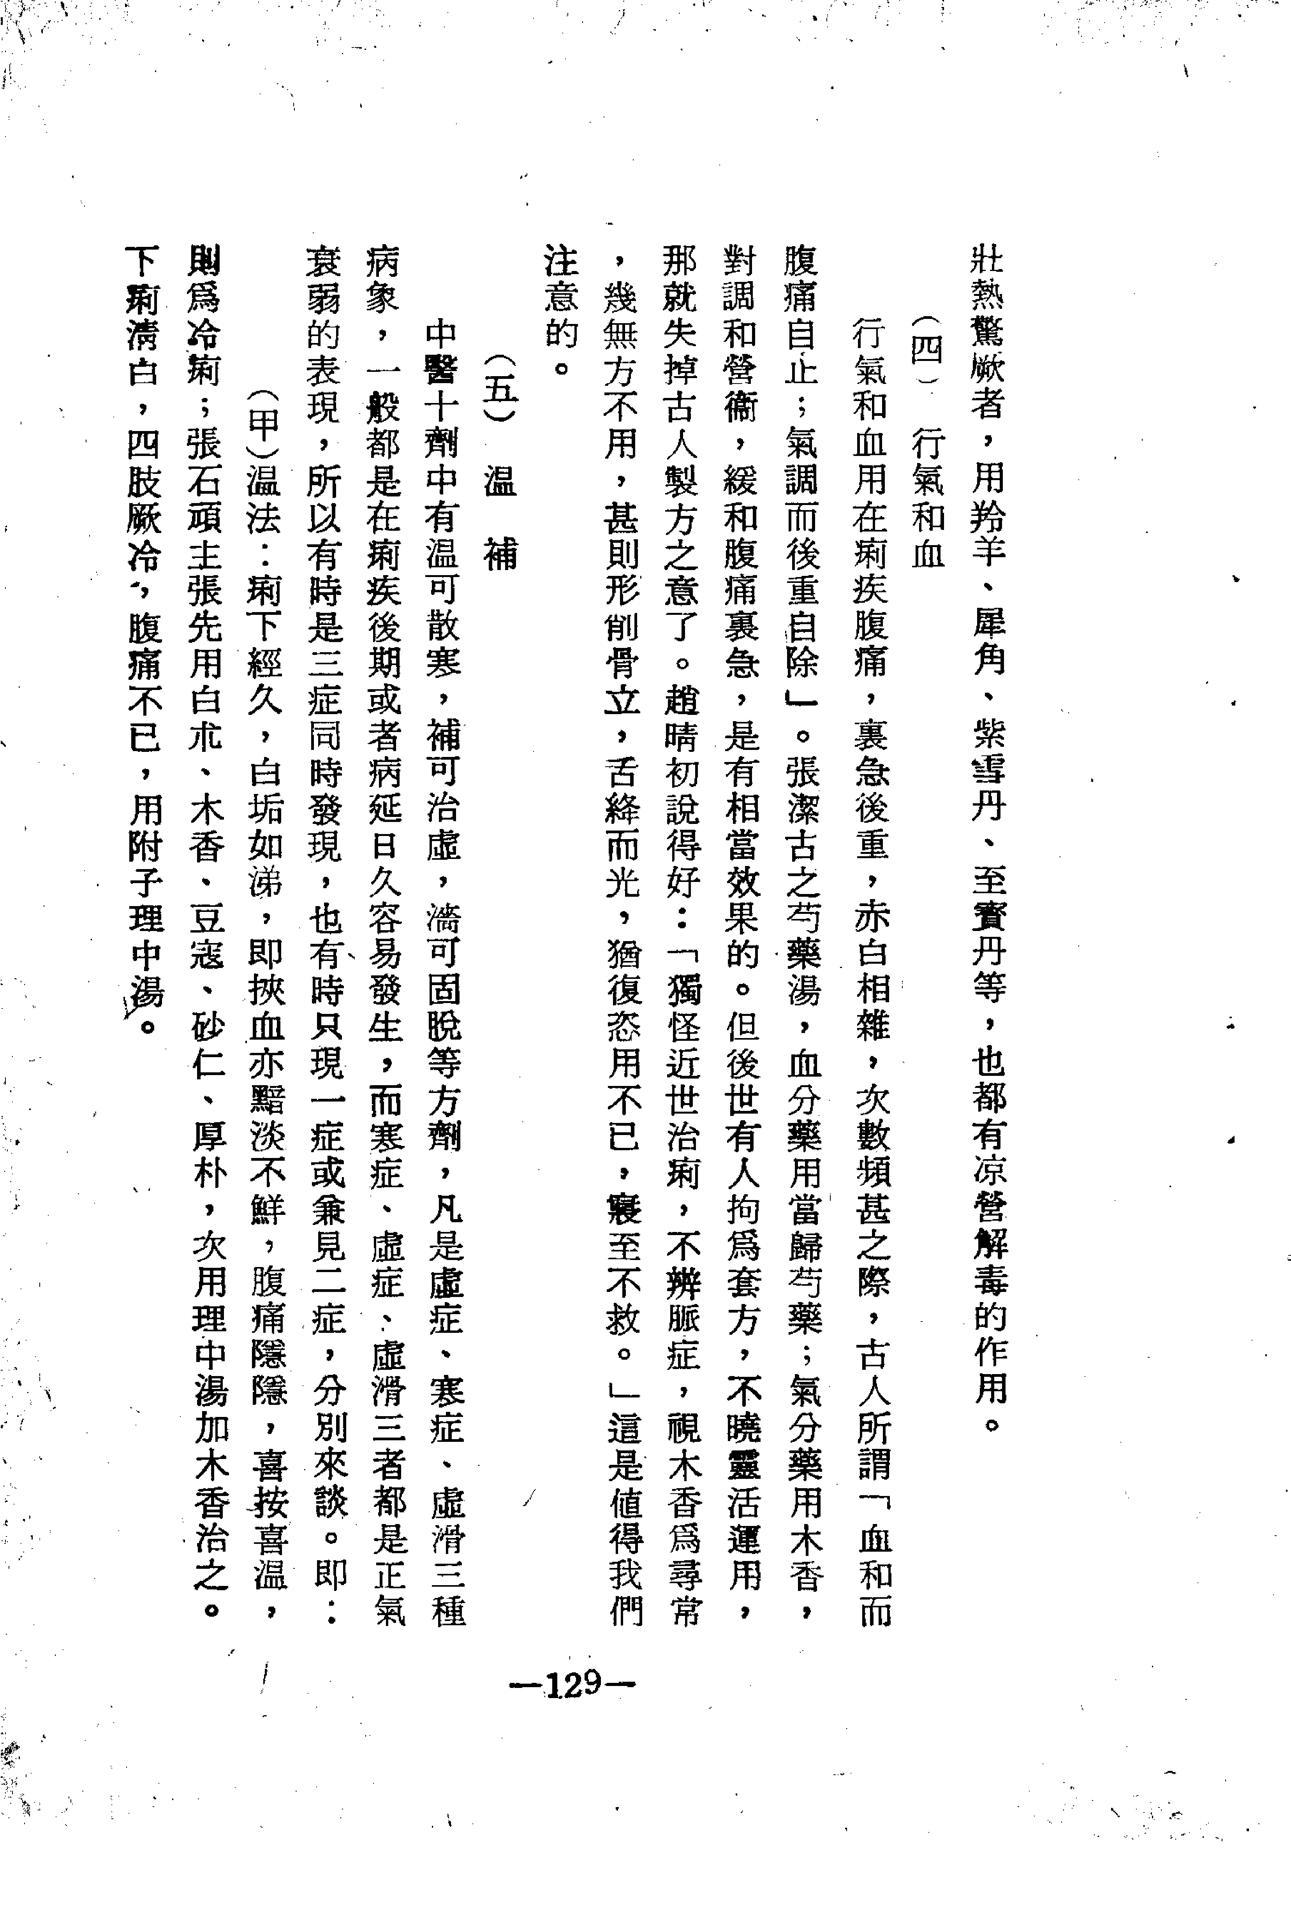 壯熱驚厥者，用羚羊、犀角、紫雪丹、至寳丹等，也都有凉營解毒的作用。
（四） 行氣和血
行氣和血用在痢疾腹痛，裏急後重，赤白相雜，次數頻甚之際，古人所謂「血和而
腹痛自止；氣調而後重自除」。張潔古之芍藥湯，血分藥用當歸芍藥；氣分藥用木香，
對調和營衞，緩和腹痛裏急，是有相當效果的。但後世有人拘爲套方，不曉靈活運用，
那就失掉古人製方之意了。趙晴初說得好：「獨怪近世治痢，不辨脈症，視木香爲尋常
，幾無方不用，甚則形削骨立，舌絳而光，猶復恣用不已，寖至不救。」這是値得我們
注意的。
（五） 温 補
中醫十劑中有温可散寒，補可治虛，濇可固脫等方劑，凡是虛症、寒症、虛滑三種
病象，一般都是在痢疾後期或者病延日久容易發生，而寒症、虛症、虛滑三者都是正氣
衰弱的表現，所以有時是三症同時發現，也有時只現一症或兼見二症，分別來談。即：
（甲）温法：痢下經久，白垢如涕，即挾血亦黯淡不鮮，腹痛隱隱，喜按喜温，
則爲冷痢；張石頑主張先用白朮、木香、豆寇、砂仁、厚朴，次用理中湯加木香治之。
下痢淸白，四肢厥冷，腹痛不已，用附子理中湯。
—129—